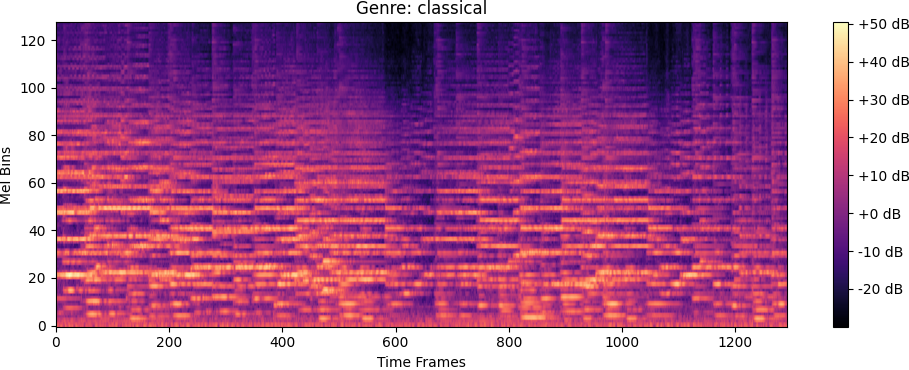 Genre: classical
Mel Bins
120
100
80
60
40
20
0
0 200 400 600 800 1000 1200
Time Frames
+50 dB
+40 dB
+30 dB
+20 dB
+10 dB
+0 dB
-10 dB
-20 dB